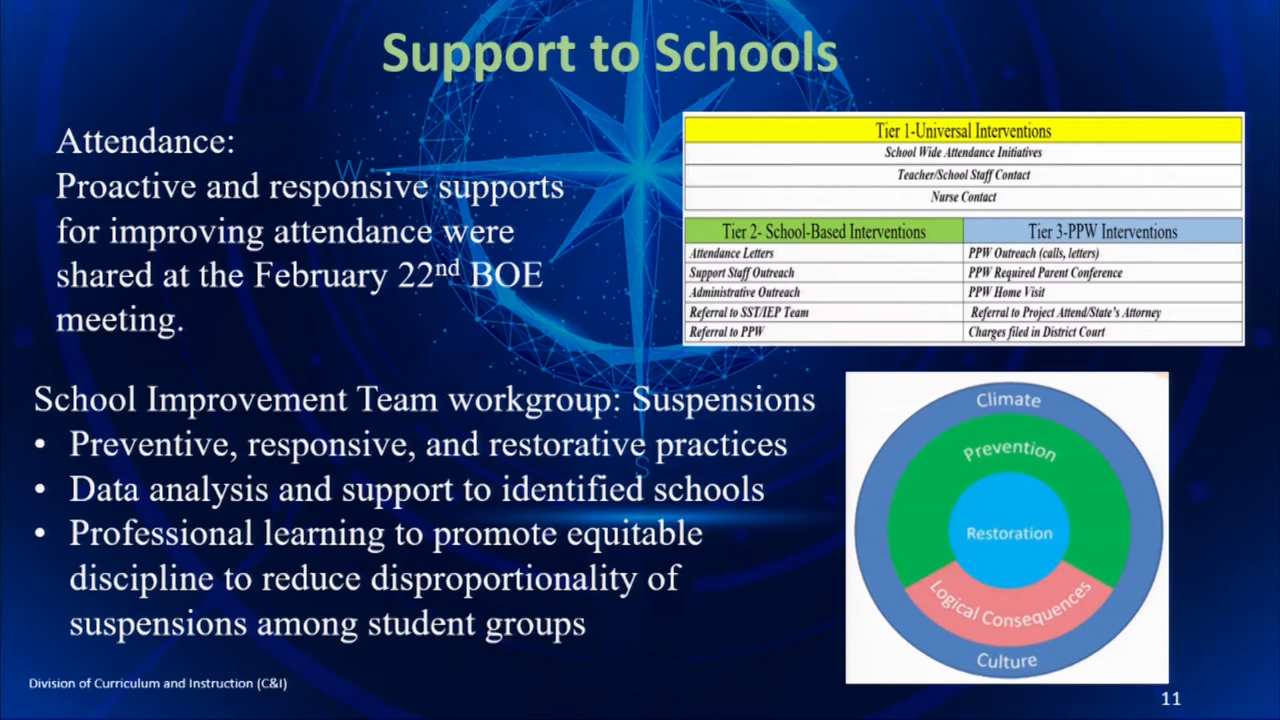 Support to Schools
Attendance:
Proactive and responsive supports
for improving attendance were
shared at the February 22nd BOE
meeting.
W
Tier 1-Universal Interventions
School Wide Attendance Initiatives
Teacher/School Staff Contact
Nurse Contact
Tier 2- School-Based Interventions
Tier 3-PPW Interventions
Attendance Letters
PPW Outreach (calls, letters)
Support Staff Outreach
PPW Required Parent Conference
Administrative Outreach
PPW Home Visit
Referral to SST/IEP Team
Referral to Project Attend/State's Attorney
Referral to PPW
Charges filed in District Court
School Improvement Team workgroup: Suspensions
• Preventive, responsive, and restorative practices
S
• Data analysis and support to identified schools
• Professional learning to promote equitable
discipline to reduce disproportionality of
suspensions among student groups
Climate
Prevention
Restoration
Logical Consequences
Culture
Division of Curriculum and Instruction (C&I)
11